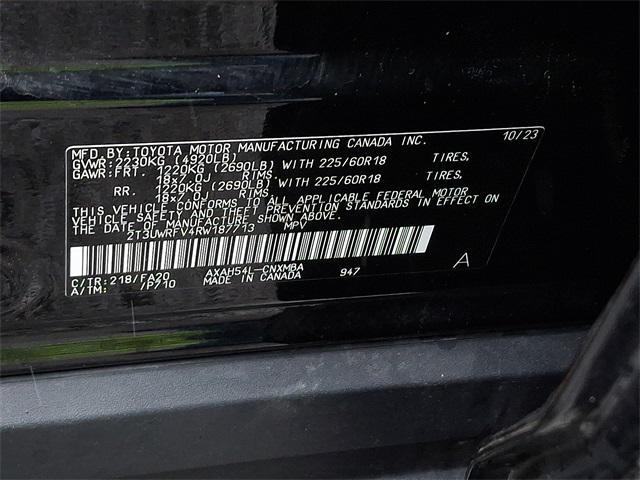 MFD.BY:TOYOTA MOTOR MANUFACTURING CANADA INC. 10/23
GVWR:2230KG (4920LB)
GAWR:FRT. 1220KG (2690LB) WITH 225/60R18 TIRES,
18x7.0J RIMS.
RR. 1220KG (2690LB) WITH 225/60R18 TIRES,
18x7.0J RIMS.
THIS VEHICLE CONFORMS TO ALL APPLICABLE FEDERAL MOTOR
VEHICLE SAFETY AND THEFT PREVENTION STANDARDS IN EFFECT ON
THE DATE OF MANUFACTURE SHOWN ABOVE.
2T3UWRFV4RW187713 MPV
C/TR:218/FA20 AXAH54L-CNXMBA 947 A
A/TM: /P710 MADE IN CANADA